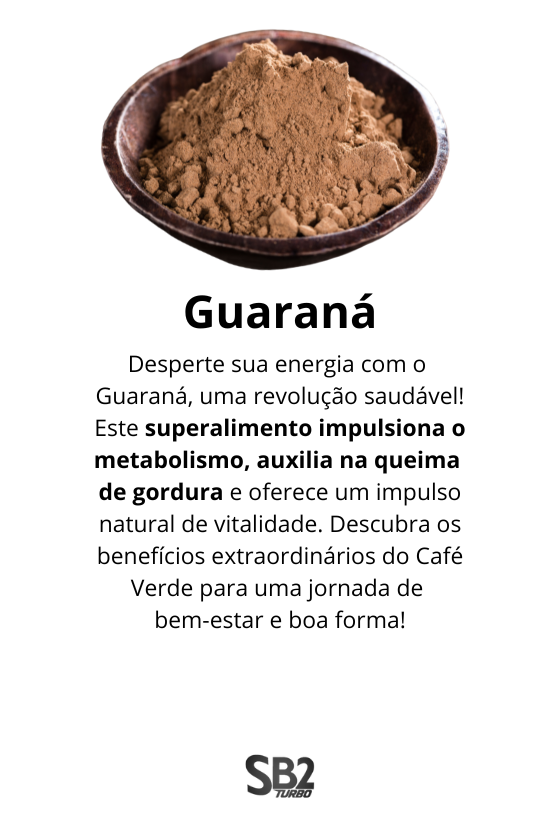 Guaraná
Desperte sua energia com o
Guaraná, uma revolução saudável!
Este superalimento impulsiona o
metabolismo, auxilia na queima
de gordura e oferece um impulso
natural de vitalidade. Descubra os
benefícios extraordinários do Café
Verde para uma jornada de
bem-estar e boa forma!
SB2
TURBO